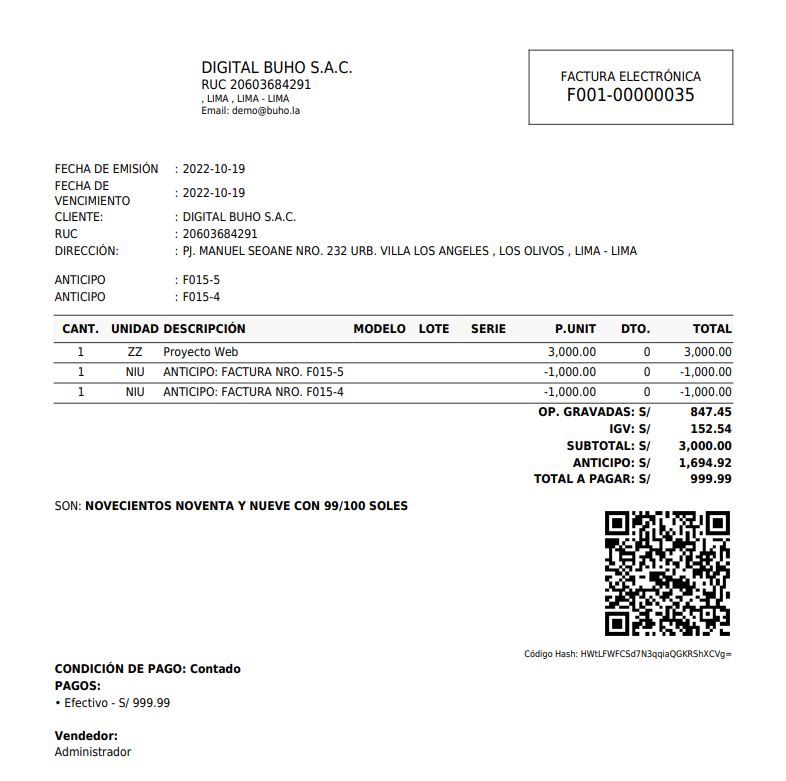 DIGITAL BUHO S.A.C.
RUC 20603684291
, LIMA , LIMA - LIMA
Email: demo@buho.la
FACTURA ELECTRÓNICA
F001-00000035
FECHA DE EMISIÓN : 2022-10-19
FECHA DE
VENCIMIENTO : 2022-10-19
CLIENTE: : DIGITAL BUHO S.A.C.
RUC : 20603684291
DIRECCIÓN: : PJ. MANUEL SEOANE NRO. 232 URB. VILLA LOS ANGELES , LOS OLIVOS , LIMA - LIMA
ANTICIPO : F015-5
ANTICIPO : F015-4
CANT. UNIDAD DESCRIPCIÓN MODELO LOTE SERIE P.UNIT DTO. TOTAL
1 ZZ Proyecto Web 3,000.00 0 3,000.00
1 NIU ANTICIPO: FACTURA NRO. F015-5 -1,000.00 0 -1,000.00
1 NIU ANTICIPO: FACTURA NRO. F015-4 -1,000.00 0 -1,000.00
OP. GRAVADAS: S/ 847.45
IGV: S/ 152.54
SUBTOTAL: S/ 3,000.00
ANTICIPO: S/ 1,694.92
TOTAL A PAGAR: S/ 999.99
SON: NOVECIENTOS NOVENTA Y NUEVE CON 99/100 SOLES
Código Hash: HWtLFWFCSd7N3qqiaQGKRShXCVg=
CONDICIÓN DE PAGO: Contado
PAGOS:
• Efectivo - S/ 999.99
Vendedor:
Administrador